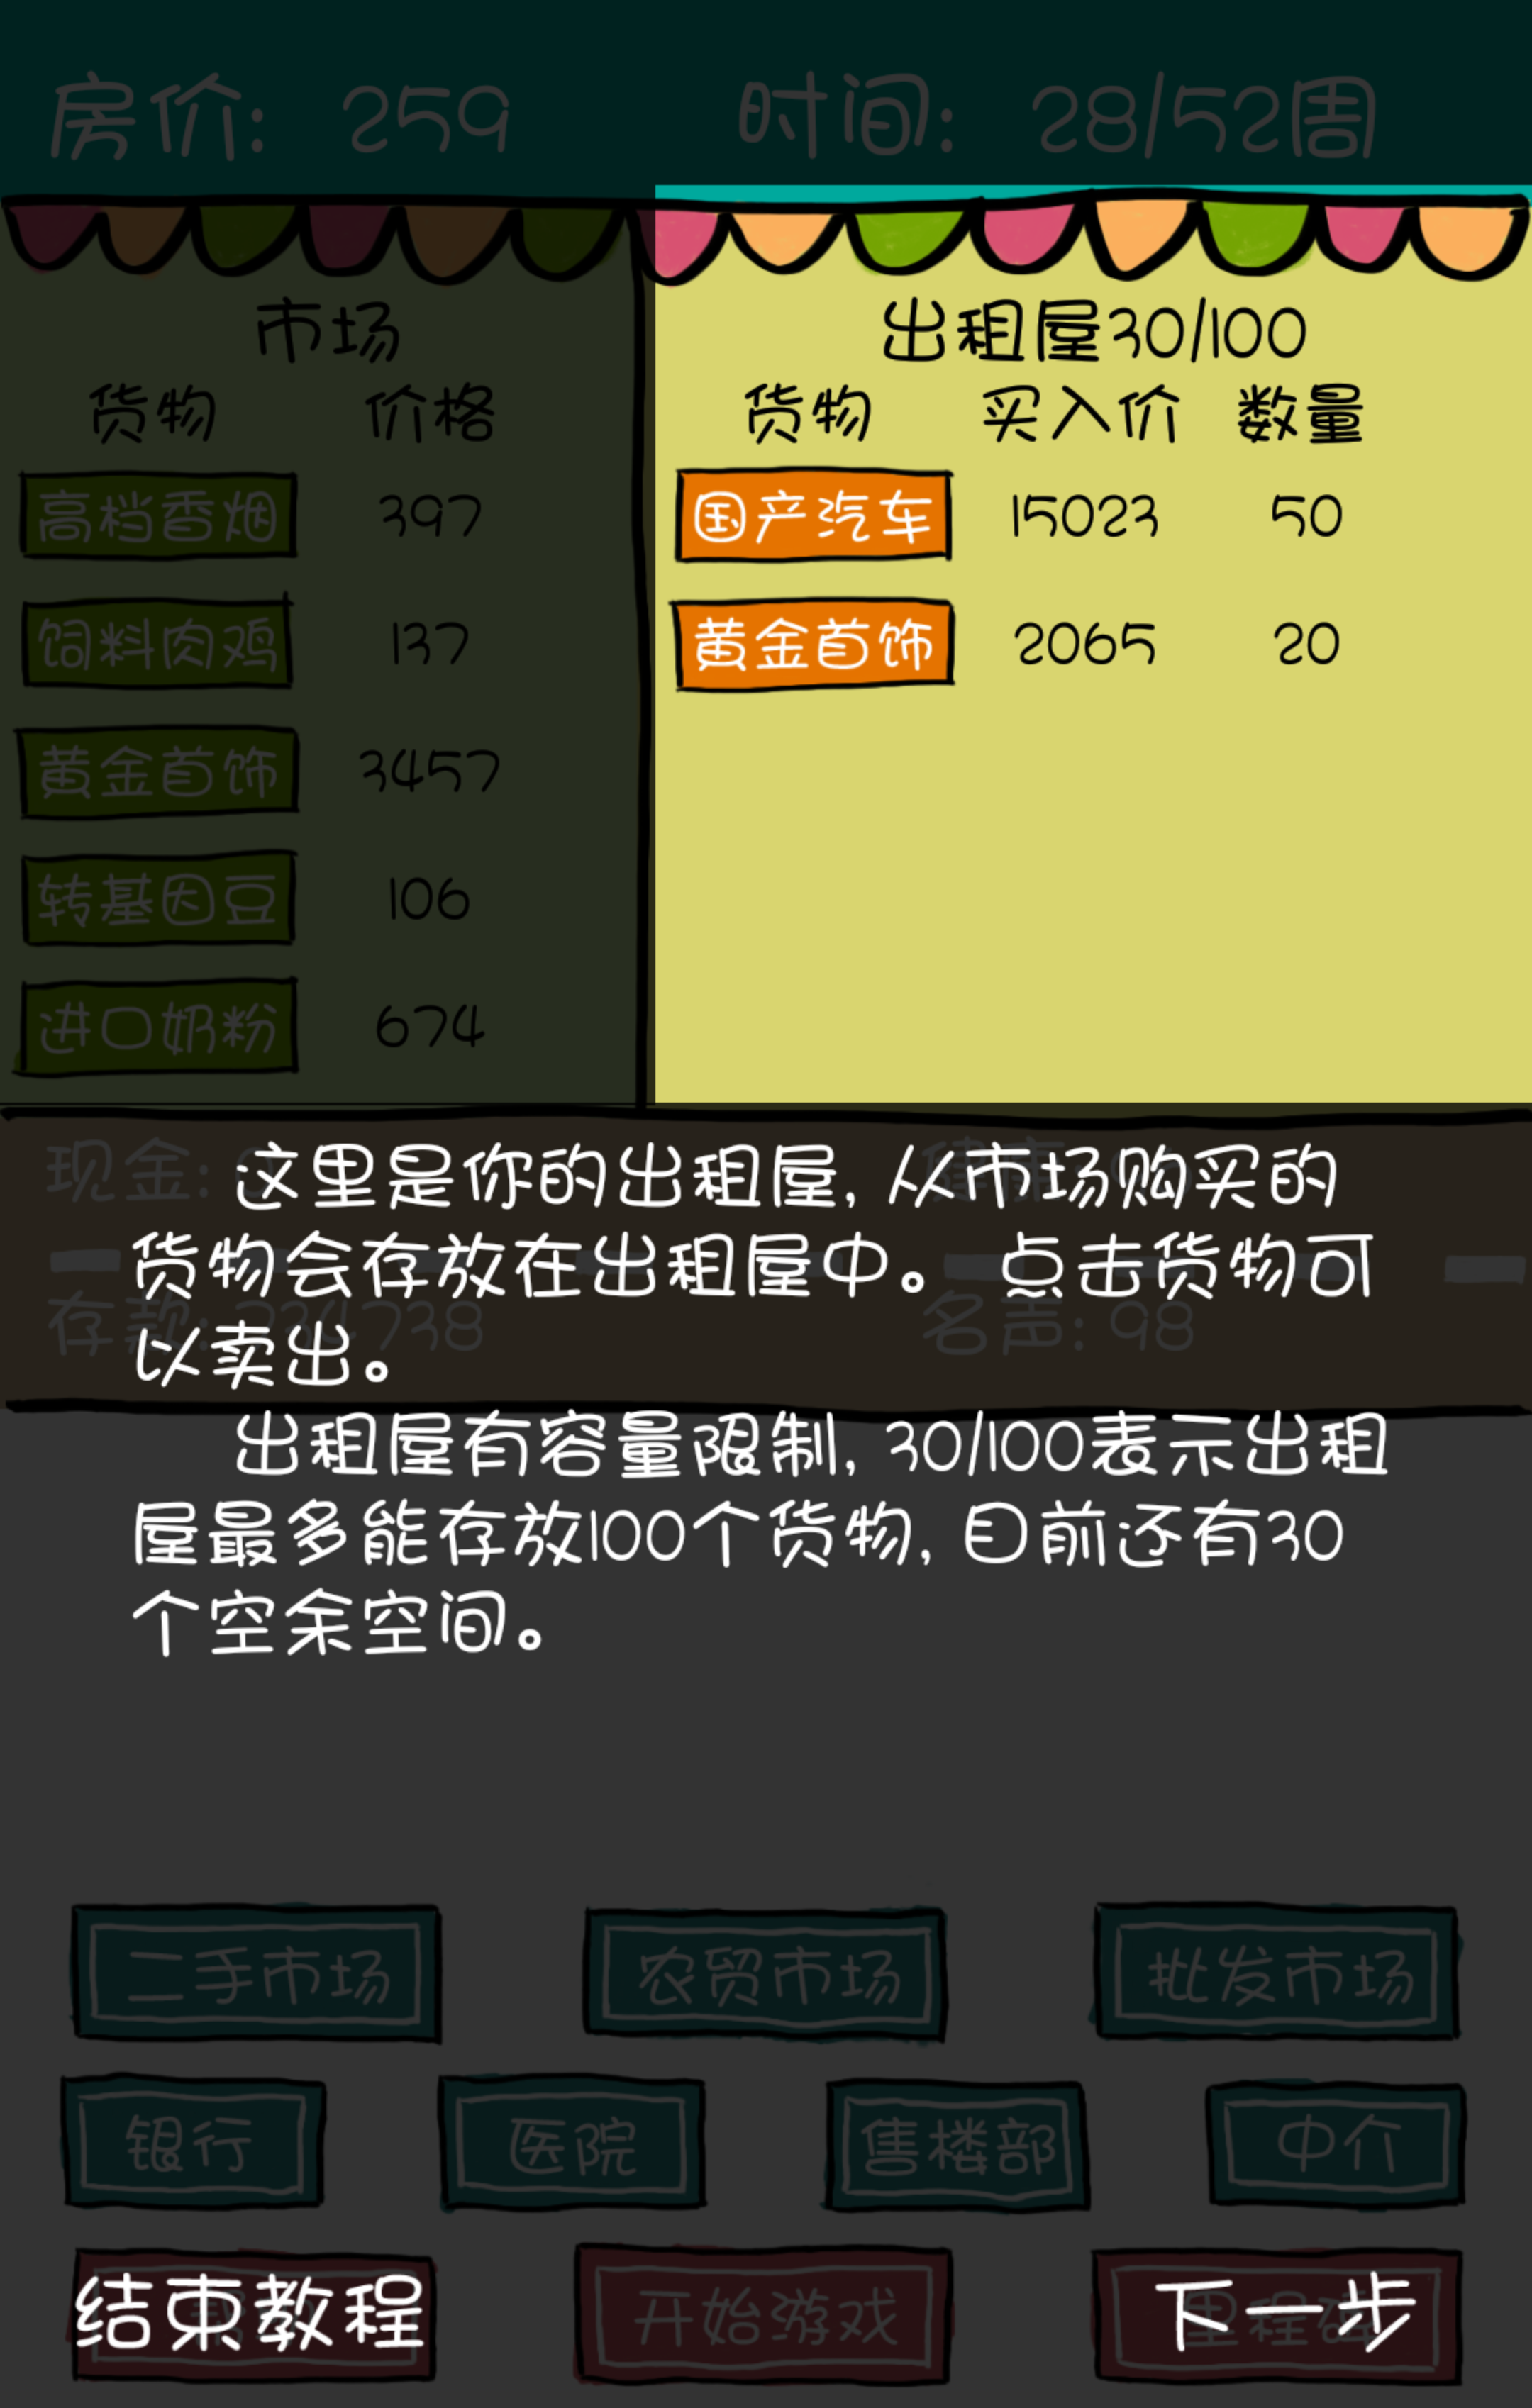 房价: 259 时间: 28/52周
市场 出租屋30/100
货物 价格 货物 买入价 数量
高档香烟 397 国产汽车 15023 50
饲料肉鸡 137 黄金首饰 2065 20
黄金首饰 3457
转基因豆 106
进口奶粉 674
现金: 健康:
存款: 738 名声: 98
这里是你的出租屋, 从市场购买的
货物会存放在出租屋中。 点击货物可
以卖出。
出租屋有容量限制, 30/100表示出租
屋最多能存放100个货物, 目前还有30
个空余空间。
二手市场 农贸市场 批发市场
银行 医院 售楼部 中介
结束教程 开始游戏 下一步
里程碑